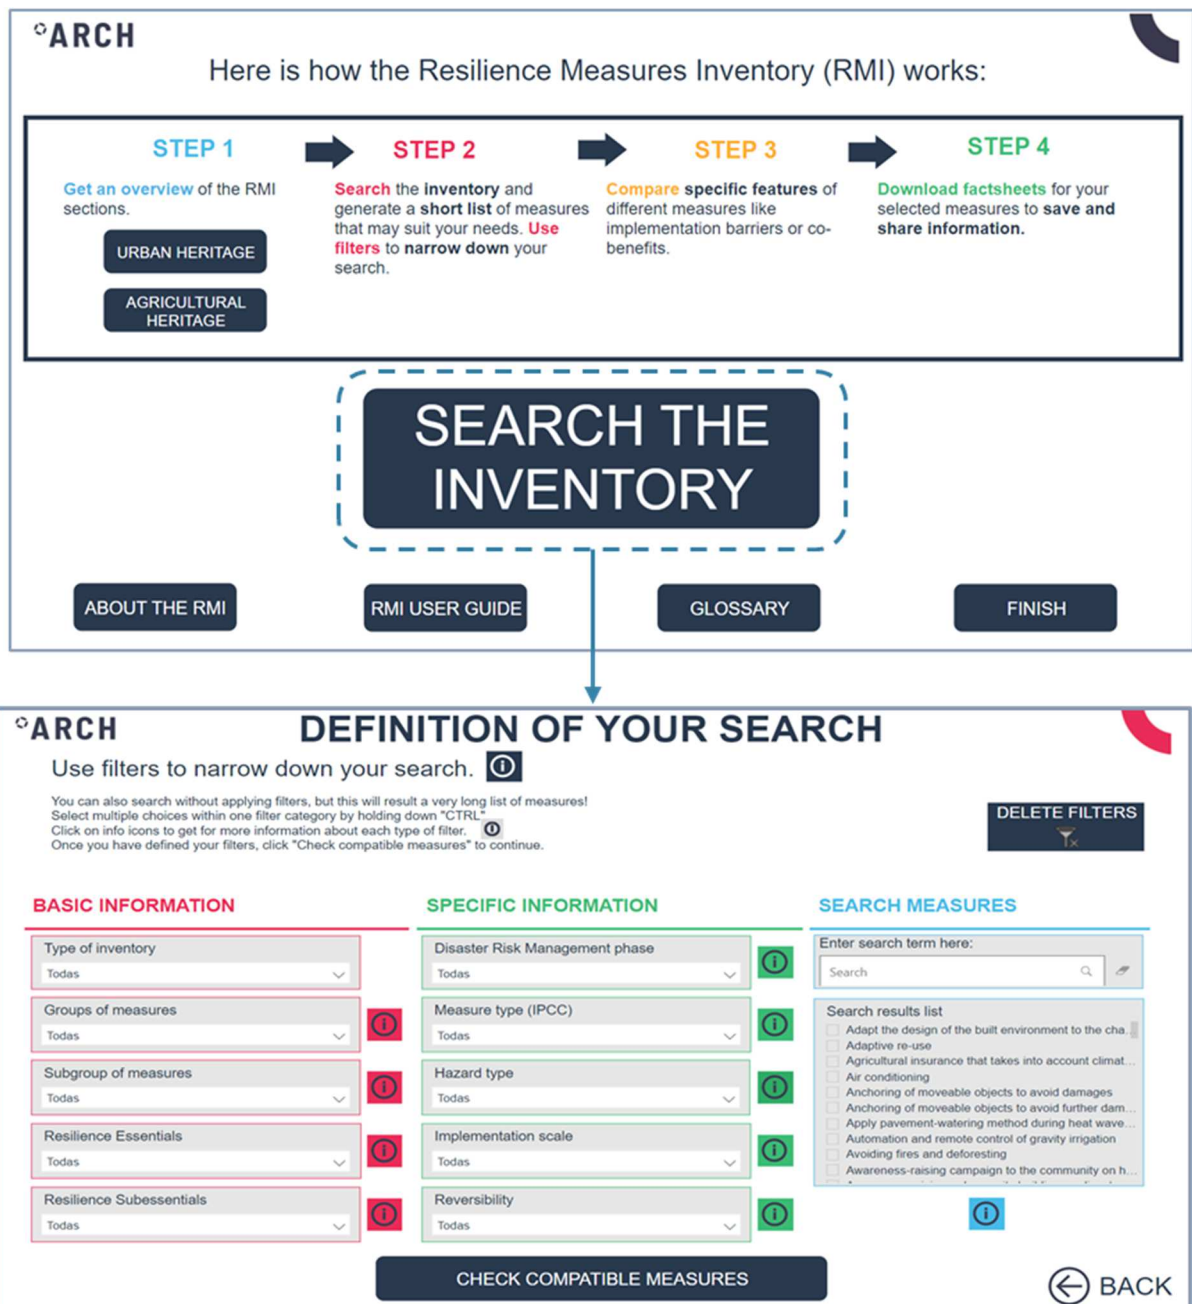 ARCH
Here is how the Resilience Measures Inventory (RMI) works:
STEP 1
Get an overview of the RMI
sections.
URBAN HERITAGE
AGRICULTURAL
HERITAGE
STEP 2
Search the inventory and
generate a short list of measures
that may suit your needs. Use
filters to narrow down your
search.
STEP 3
Compare specific features of
different measures like
implementation barriers or co-
benefits.
STEP 4
Download factsheets for your
selected measures to save and
share information.
SEARCH THE
INVENTORY
ABOUT THE RMI
RMI USER GUIDE
GLOSSARY
FINISH
ARCH
DEFINITION OF YOUR SEARCH
Use filters to narrow down your search.
You can also search without applying filters, but this will result a very long list of measures!
Select multiple choices within one filter category by holding down "CTRL"
Click on info icons to get for more information about each type of filter.
Once you have defined your filters, click "Check compatible measures" to continue.
DELETE FILTERS
BASIC INFORMATION
Type of inventory
Todas
Groups of measures
Todas
Subgroup of measures
Todas
Resilience Essentials
Todas
Resilience Subessentials
Todas
SPECIFIC INFORMATION
Disaster Risk Management phase
Todas
Measure type (IPCC)
Todas
Hazard type
Todas
Implementation scale
Todas
Reversibility
Todas
SEARCH MEASURES
Enter search term here:
Search
Search results list
Adapt the design of the built environment to the cha...
Adaptive re-use
Agricultural insurance that takes into account climat...
Air conditioning
Anchoring of moveable objects to avoid damages
Anchoring of moveable objects to avoid further dam...
Apply pavement-watering method during heat wave...
Automation and remote control of gravity irrigation
Avoiding fires and deforesting
Awareness-raising campaign to the community on h...
CHECK COMPATIBLE MEASURES
BACK